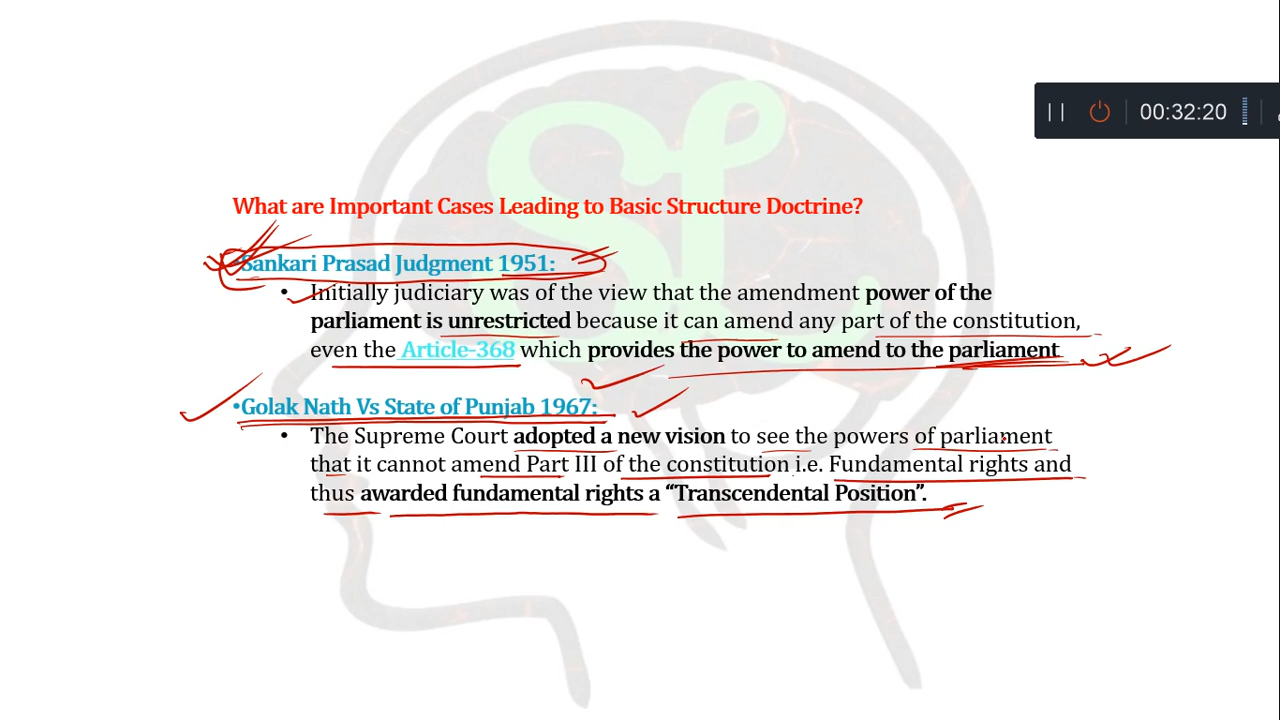 00:32:20
What are Important Cases Leading to Basic Structure Doctrine?
•Sankari Prasad Judgment 1951:
• Initially judiciary was of the view that the amendment power of the
parliament is unrestricted because it can amend any part of the constitution,
even the Article-368 which provides the power to amend to the parliament
•Golak Nath Vs State of Punjab 1967:
• The Supreme Court adopted a new vision to see the powers of parliament
that it cannot amend Part III of the constitution i.e. Fundamental rights and
thus awarded fundamental rights a “Transcendental Position”.